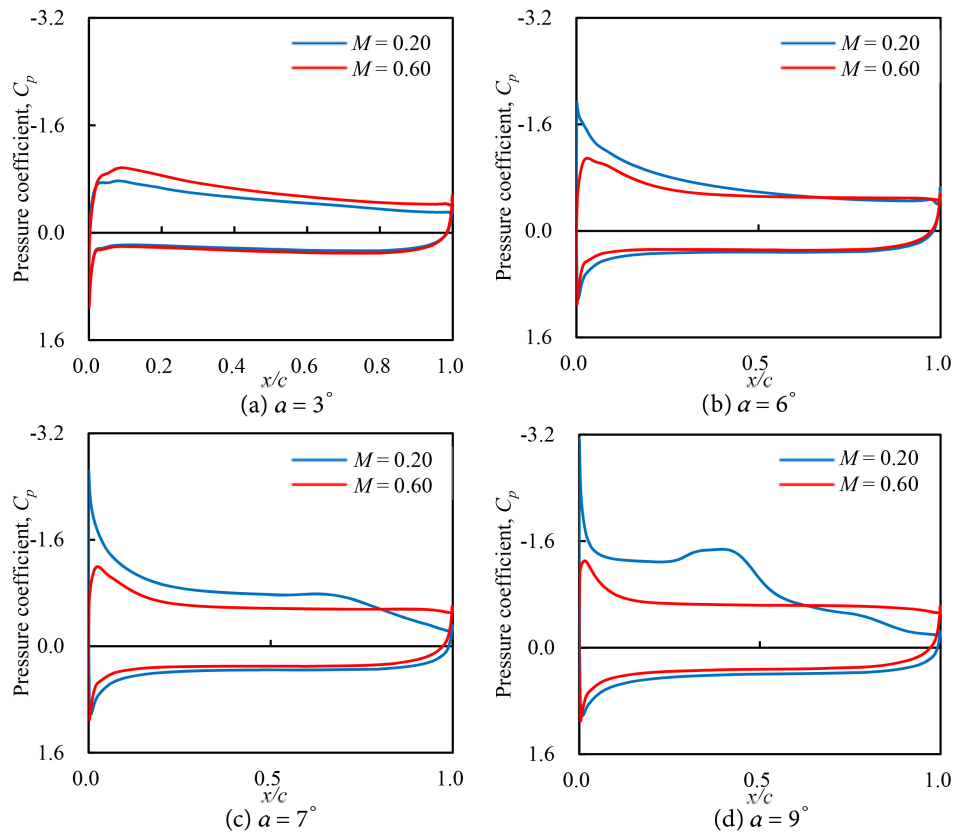 -3.2
-1.6
0.0
1.6
Pressure coefficient, Cₚ
M = 0.20
M = 0.60
0.0 0.2 0.4 0.6 0.8 1.0
x/c
(a) a = 3°
-3.2
-1.6
0.0
1.6
Pressure coefficient, Cₚ
M = 0.20
M = 0.60
0.0 0.5 1.0
x/c
(b) a = 6°
-3.2
-1.6
0.0
1.6
Pressure coefficient, Cₚ
M = 0.20
M = 0.60
0.0 0.5 1.0
x/c
(c) a = 7°
-3.2
-1.6
0.0
1.6
Pressure coefficient, Cₚ
M = 0.20
M = 0.60
0.0 0.5 1.0
x/c
(d) a = 9°